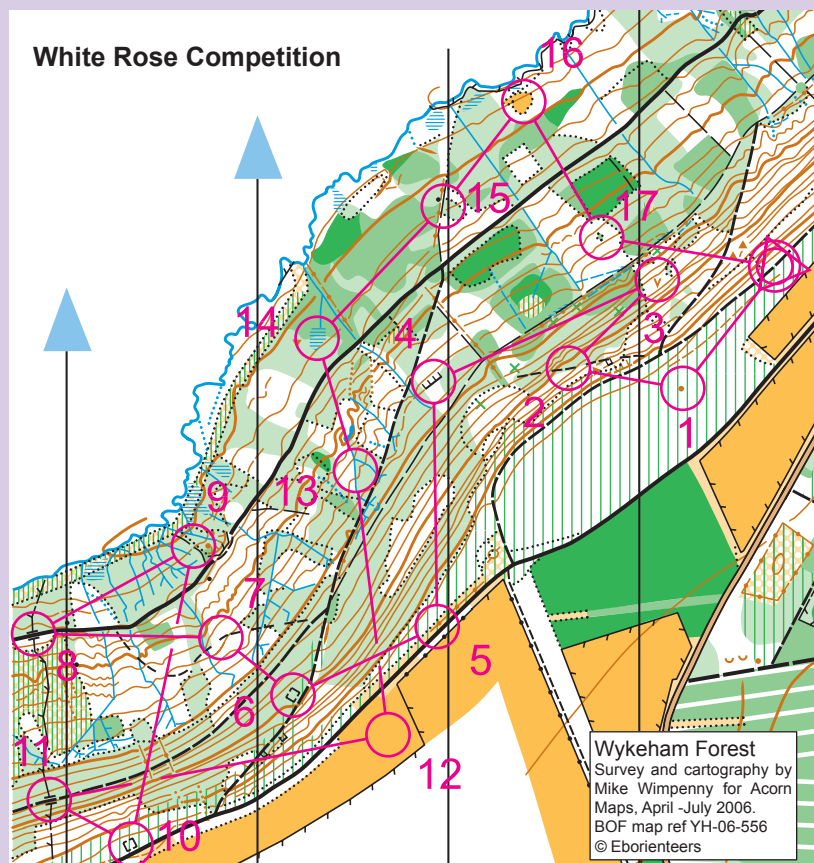 White Rose Competition
16
15
17
14
4
3
2
1
13
9
7
8
5
6
11
12
10
Wykeham Forest
Survey and cartography by
Mike Wimpenny for Acorn
Maps, April -July 2006.
BOF map ref YH-06-556
© Eborienteers